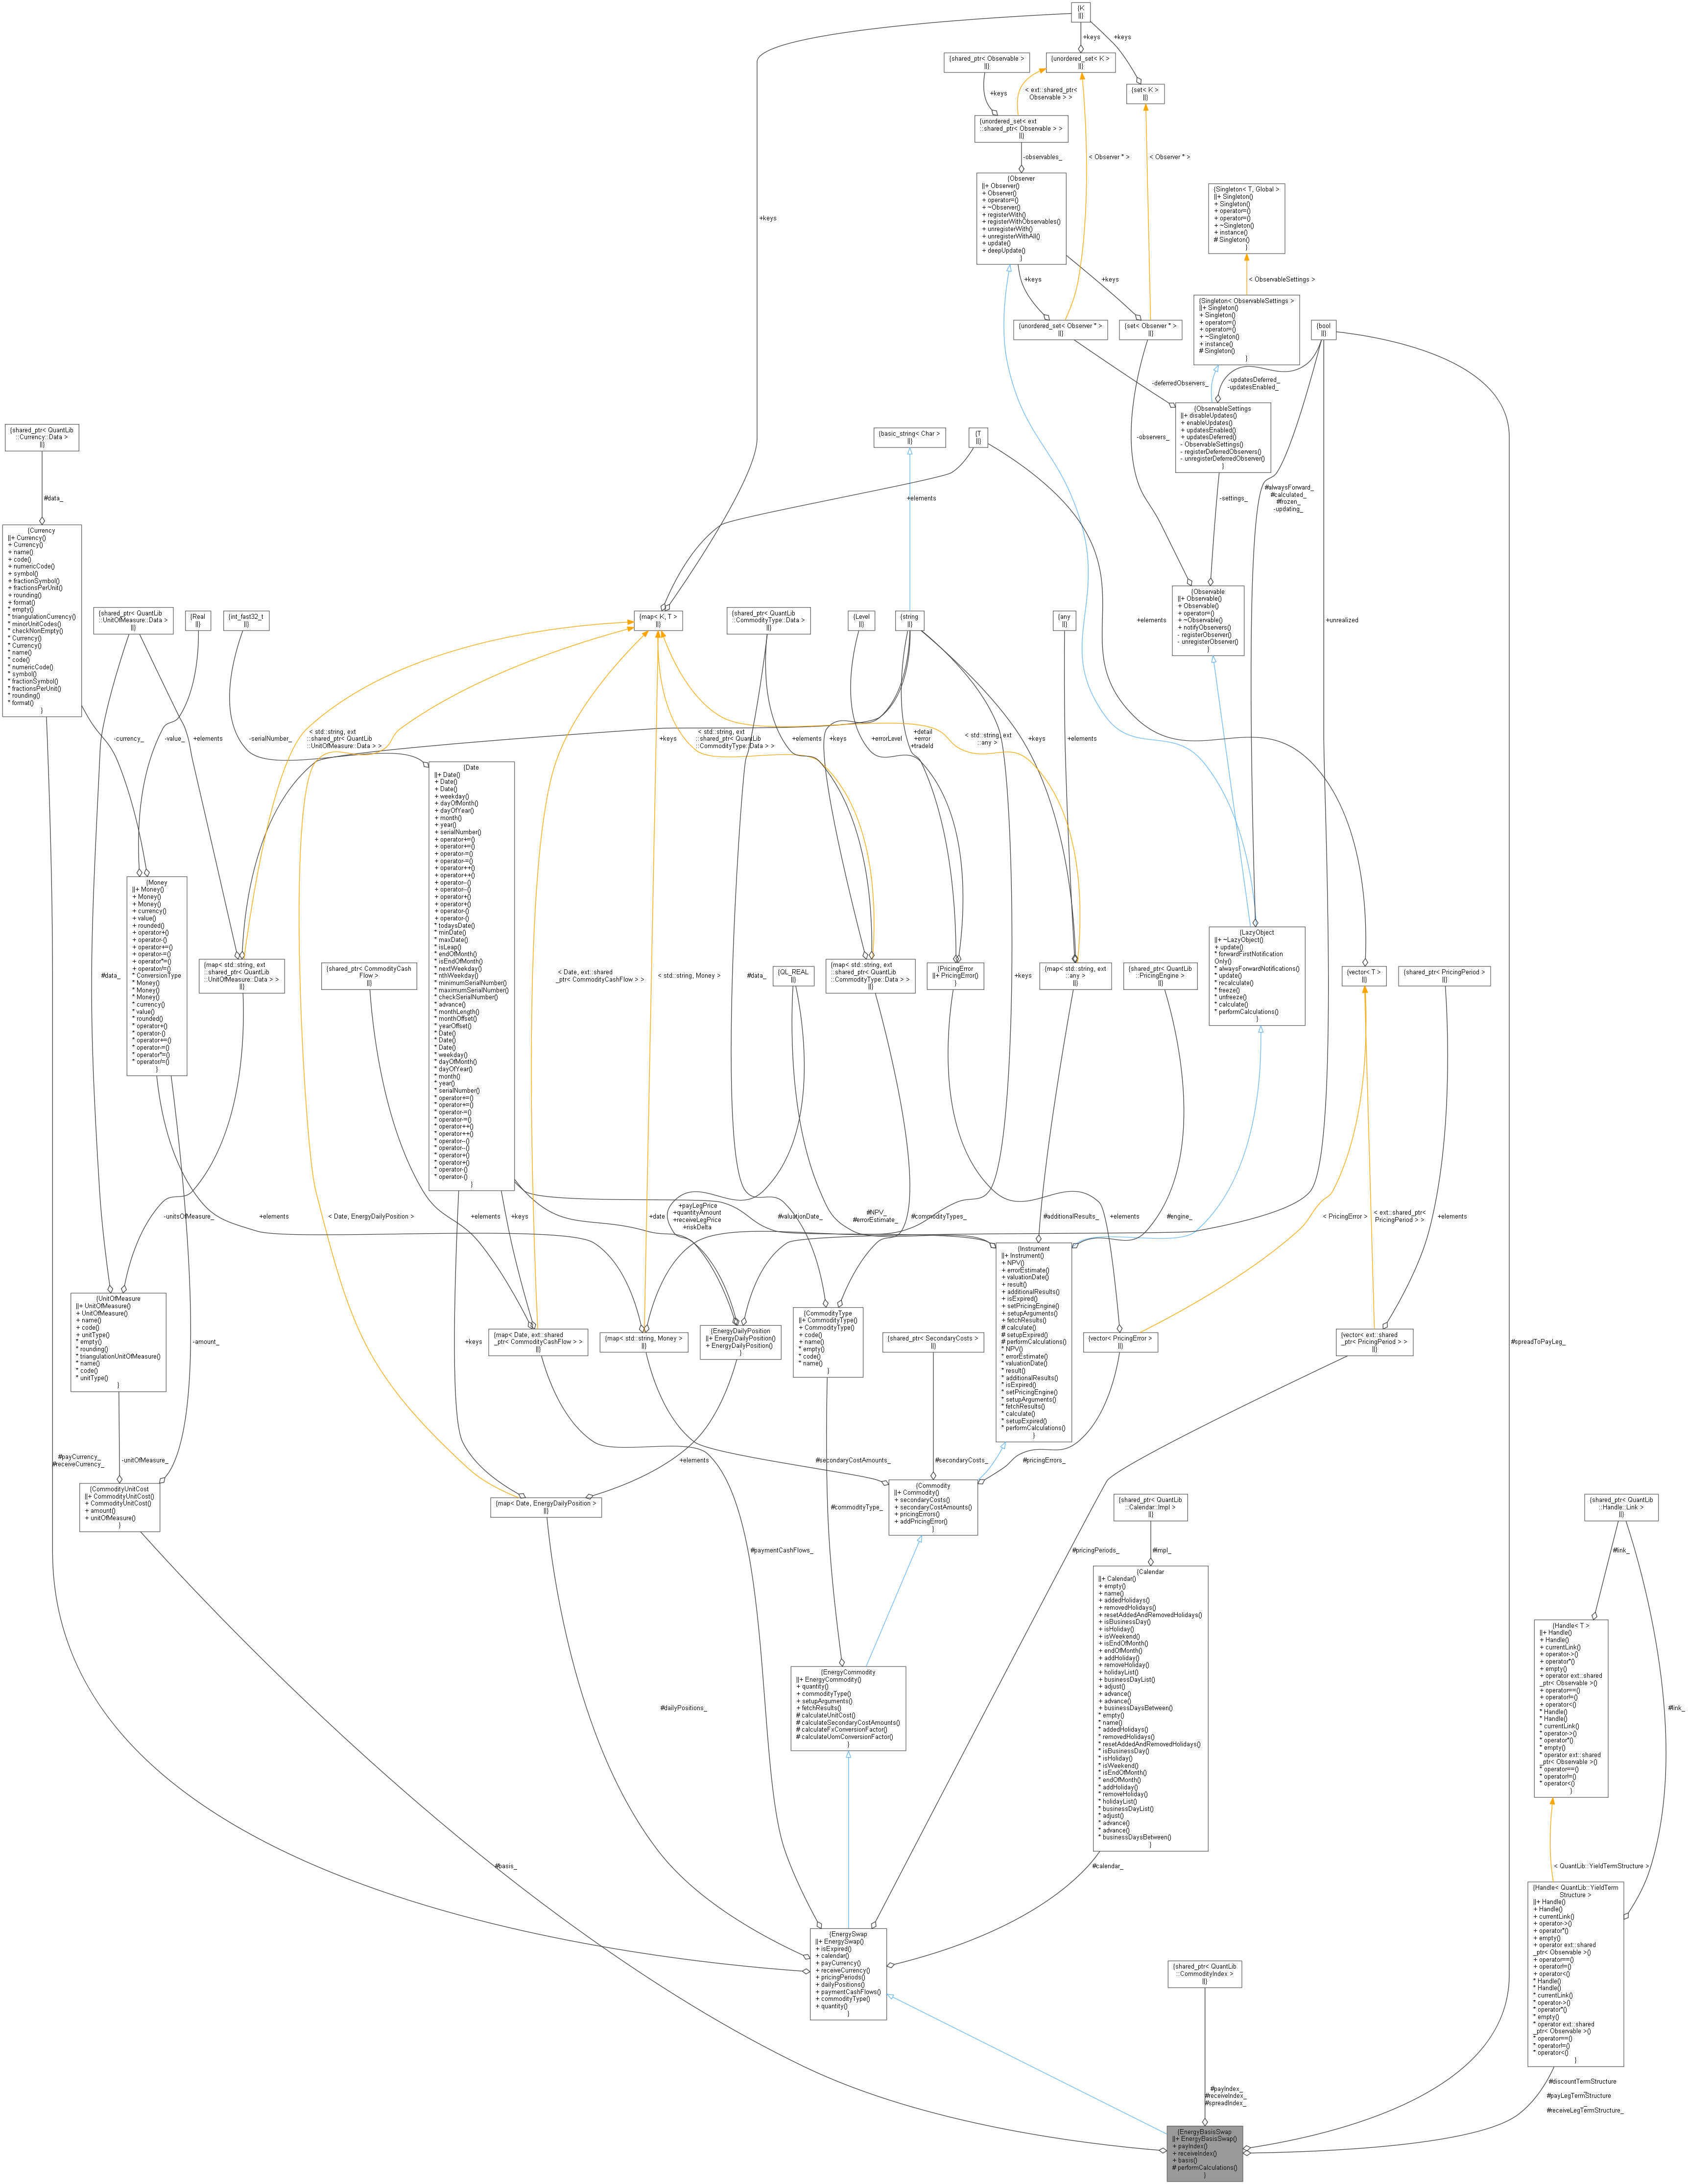 {K
||}
+keys
+keys
{shared_ptr< Observable >
||}
{unordered_set< K >
||}
+keys
< ext::shared_ptr<
Observable > >
{set< K >
||}
{unordered_set< ext
::shared_ptr< Observable > >
||}
-observables_
< Observer * >
< Observer * >
{Observer
||+ Observer()
+ Observer()
+ operator=()
+ ~Observer()
+ registerWith()
+ registerWithObservables()
+ unregisterWith()
+ unregisterWithAll()
+ update()
+ deepUpdate()
}
{Singleton< T, Global >
||+ Singleton()
+ Singleton()
+ operator=()
+ operator=()
+ ~Singleton()
+ instance()
# Singleton()
}
+keys
+keys
+keys
< ObservableSettings >
{Singleton< ObservableSettings >
||+ Singleton()
+ Singleton()
+ operator=()
+ operator=()
+ ~Singleton()
+ instance()
# Singleton()
}
{unordered_set< Observer * >
||}
{set< Observer * >
||}
{bool
||}
-deferredObservers_
-updatesDeferred_
-updatesEnabled_
{ObservableSettings
||+ disableUpdates()
+ enableUpdates()
+ updatesEnabled()
+ updatesDeferred()
- ObservableSettings()
- registerDeferredObservers()
- unregisterDeferredObserver()
}
{shared_ptr< QuantLib
::Currency::Data >
||}
{basic_string< Char >
||}
{T
||}
-observers_
#data_
+elements
-settings_
#alwaysForward_
#calculated_
#frozen_
-updating_
{Currency
||+ Currency()
+ Currency()
+ name()
+ code()
+ numericCode()
+ symbol()
+ fractionSymbol()
+ fractionsPerUnit()
+ rounding()
+ format()
* empty()
* triangulationCurrency()
* minorUnitCodes()
* checkNonEmpty()
* Currency()
* Currency()
* name()
* code()
* numericCode()
* symbol()
* fractionSymbol()
* fractionsPerUnit()
* rounding()
* format()
}
{shared_ptr< QuantLib
::UnitOfMeasure::Data >
||}
{Real
||}
{int_fast32_t
||}
{map< K, T >
||}
{shared_ptr< QuantLib
::CommodityType::Data >
||}
{Level
||}
{string
||}
{any
||}
+elements
{Observable
||+ Observable()
+ Observable()
+ operator=()
+ ~Observable()
+ notifyObservers()
- registerObserver()
- unregisterObserver()
}
+unrealized
-currency_
-value_
+elements
-serialNumber_
< std::string, ext
::shared_ptr< QuantLib
::UnitOfMeasure::Data > >
+keys
< std::string, ext
::shared_ptr< QuantLib
::CommodityType::Data > >
+elements
+keys
+errorLevel
+detail
+error
+tradeId
< std::string, ext
::any >
+keys
+elements
{Date
||+ Date()
+ Date()
+ Date()
+ weekday()
+ dayOfMonth()
+ dayOfYear()
+ month()
+ year()
+ serialNumber()
+ operator+=()
+ operator+=()
+ operator-=()
+ operator-=()
+ operator++()
+ operator++()
+ operator--()
+ operator--()
+ operator+()
+ operator+()
+ operator-()
+ operator-()
* todaysDate()
* minDate()
* maxDate()
* isLeap()
* endOfMonth()
* isEndOfMonth()
* nextWeekday()
* nthWeekday()
* minimumSerialNumber()
* maximumSerialNumber()
* checkSerialNumber()
* advance()
* monthLength()
* monthOffset()
* yearOffset()
* Date()
* Date()
* Date()
* weekday()
* dayOfMonth()
* dayOfYear()
* month()
* year()
* serialNumber()
* operator+=()
* operator+=()
* operator-=()
* operator-=()
* operator++()
* operator++()
* operator--()
* operator--()
* operator+()
* operator+()
* operator-()
* operator-()
}
{Money
||+ Money()
+ Money()
+ Money()
+ currency()
+ value()
+ rounded()
+ operator+()
+ operator-()
+ operator+=()
+ operator-=()
+ operator*=()
+ operator/=()
* ConversionType
* Money()
* Money()
* Money()
* currency()
* value()
* rounded()
* operator+()
* operator-()
* operator+=()
* operator-=()
* operator*=()
* operator/=()
}
{LazyObject
||+ ~LazyObject()
+ update()
* forwardFirstNotification
Only()
* alwaysForwardNotifications()
* update()
* recalculate()
* freeze()
* unfreeze()
* calculate()
* performCalculations()
}
#data_
{map< std::string, ext
::shared_ptr< QuantLib
::UnitOfMeasure::Data > >
||}
{shared_ptr< CommodityCash
Flow >
||}
< Date, ext::shared
_ptr< CommodityCashFlow > >
< std::string, Money >
#data_
{QL_REAL
||}
{map< std::string, ext
::shared_ptr< QuantLib
::CommodityType::Data > >
||}
{PricingError
||+ PricingError()
}
+keys
{map< std::string, ext
::any >
||}
{shared_ptr< QuantLib
::PricingEngine >
||}
{vector< T >
||}
{shared_ptr< PricingPeriod >
||}
-unitsOfMeasure_
+elements
< Date, EnergyDailyPosition >
+elements
+keys
+date
+payLegPrice
+quantityAmount
+receiveLegPrice
+riskDelta
#valuationDate_
#NPV_
#errorEstimate_
#commodityTypes_
#additionalResults_
+elements
#engine_
< PricingError >
< ext::shared_ptr<
PricingPeriod > >
+elements
{UnitOfMeasure
||+ UnitOfMeasure()
+ UnitOfMeasure()
+ name()
+ code()
+ unitType()
* empty()
* rounding()
* triangulationUnitOfMeasure()
* name()
* code()
* unitType()
}
-amount_
+keys
{map< Date, ext::shared
_ptr< CommodityCashFlow > >
||}
{map< std::string, Money >
||}
{EnergyDailyPosition
||+ EnergyDailyPosition()
+ EnergyDailyPosition()
}
{CommodityType
||+ CommodityType()
+ CommodityType()
+ code()
+ name()
* empty()
* code()
* name()
}
{shared_ptr< SecondaryCosts >
||}
{Instrument
||+ Instrument()
+ NPV()
+ errorEstimate()
+ valuationDate()
+ result()
+ additionalResults()
+ isExpired()
+ setPricingEngine()
+ setupArguments()
+ fetchResults()
# calculate()
# setupExpired()
# performCalculations()
* NPV()
* errorEstimate()
* valuationDate()
* result()
* additionalResults()
* isExpired()
* setPricingEngine()
* setupArguments()
* fetchResults()
* calculate()
* setupExpired()
* performCalculations()
}
{vector< PricingError >
||}
{vector< ext::shared
_ptr< PricingPeriod > >
||}
#spreadToPayLeg_
#payCurrency_
#receiveCurrency_
-unitOfMeasure_
+elements
#secondaryCostAmounts_
#secondaryCosts_
#pricingErrors_
{CommodityUnitCost
||+ CommodityUnitCost()
+ CommodityUnitCost()
+ amount()
+ unitOfMeasure()
}
{map< Date, EnergyDailyPosition >
||}
#commodityType_
{Commodity
||+ Commodity()
+ secondaryCosts()
+ secondaryCostAmounts()
+ pricingErrors()
+ addPricingError()
}
{shared_ptr< QuantLib
::Calendar::Impl >
||}
{shared_ptr< QuantLib
::Handle::Link >
||}
#paymentCashFlows_
#pricingPeriods_
#impl_
#link_
{Calendar
||+ Calendar()
+ empty()
+ name()
+ addedHolidays()
+ removedHolidays()
+ resetAddedAndRemovedHolidays()
+ isBusinessDay()
+ isHoliday()
+ isWeekend()
+ isEndOfMonth()
+ endOfMonth()
+ addHoliday()
+ removeHoliday()
+ holidayList()
+ businessDayList()
+ adjust()
+ advance()
+ advance()
+ businessDaysBetween()
* empty()
* name()
* addedHolidays()
* removedHolidays()
* resetAddedAndRemovedHolidays()
* isBusinessDay()
* isHoliday()
* isWeekend()
* isEndOfMonth()
* endOfMonth()
* addHoliday()
* removeHoliday()
* holidayList()
* businessDayList()
* adjust()
* advance()
* advance()
* businessDaysBetween()
}
{Handle< T >
||+ Handle()
+ Handle()
+ currentLink()
+ operator->()
+ operator*()
+ empty()
+ operator ext::shared
_ptr< Observable >()
+ operator==()
+ operator!=()
+ operator<()
* Handle()
* Handle()
* currentLink()
* operator->()
* operator*()
* empty()
* operator ext::shared
_ptr< Observable >()
* operator==()
* operator!=()
* operator<()
}
#dailyPositions_
{EnergyCommodity
||+ EnergyCommodity()
+ quantity()
+ commodityType()
+ setupArguments()
+ fetchResults()
# calculateUnitCost()
# calculateSecondaryCostAmounts()
# calculateFxConversionFactor()
# calculateUomConversionFactor()
}
#link_
#basis_
#calendar_
< QuantLib::YieldTermStructure >
{EnergySwap
||+ EnergySwap()
+ isExpired()
+ calendar()
+ payCurrency()
+ receiveCurrency()
+ pricingPeriods()
+ dailyPositions()
+ paymentCashFlows()
+ commodityType()
+ quantity()
}
{Handle< QuantLib::YieldTerm
Structure >
||+ Handle()
+ Handle()
+ currentLink()
+ operator->()
+ operator*()
+ empty()
+ operator ext::shared
_ptr< Observable >()
+ operator==()
+ operator!=()
+ operator<()
* Handle()
* Handle()
* currentLink()
* operator->()
* operator*()
* empty()
* operator ext::shared
_ptr< Observable >()
* operator==()
* operator!=()
* operator<()
}
{shared_ptr< QuantLib
::CommodityIndex >
||}
#payIndex_
#receiveIndex_
#spreadIndex_
#discountTermStructure
_
#payLegTermStructure
_
#receiveLegTermStructure_
{EnergyBasisSwap
||+ EnergyBasisSwap()
+ payIndex()
+ receiveIndex()
+ basis()
# performCalculations()
}